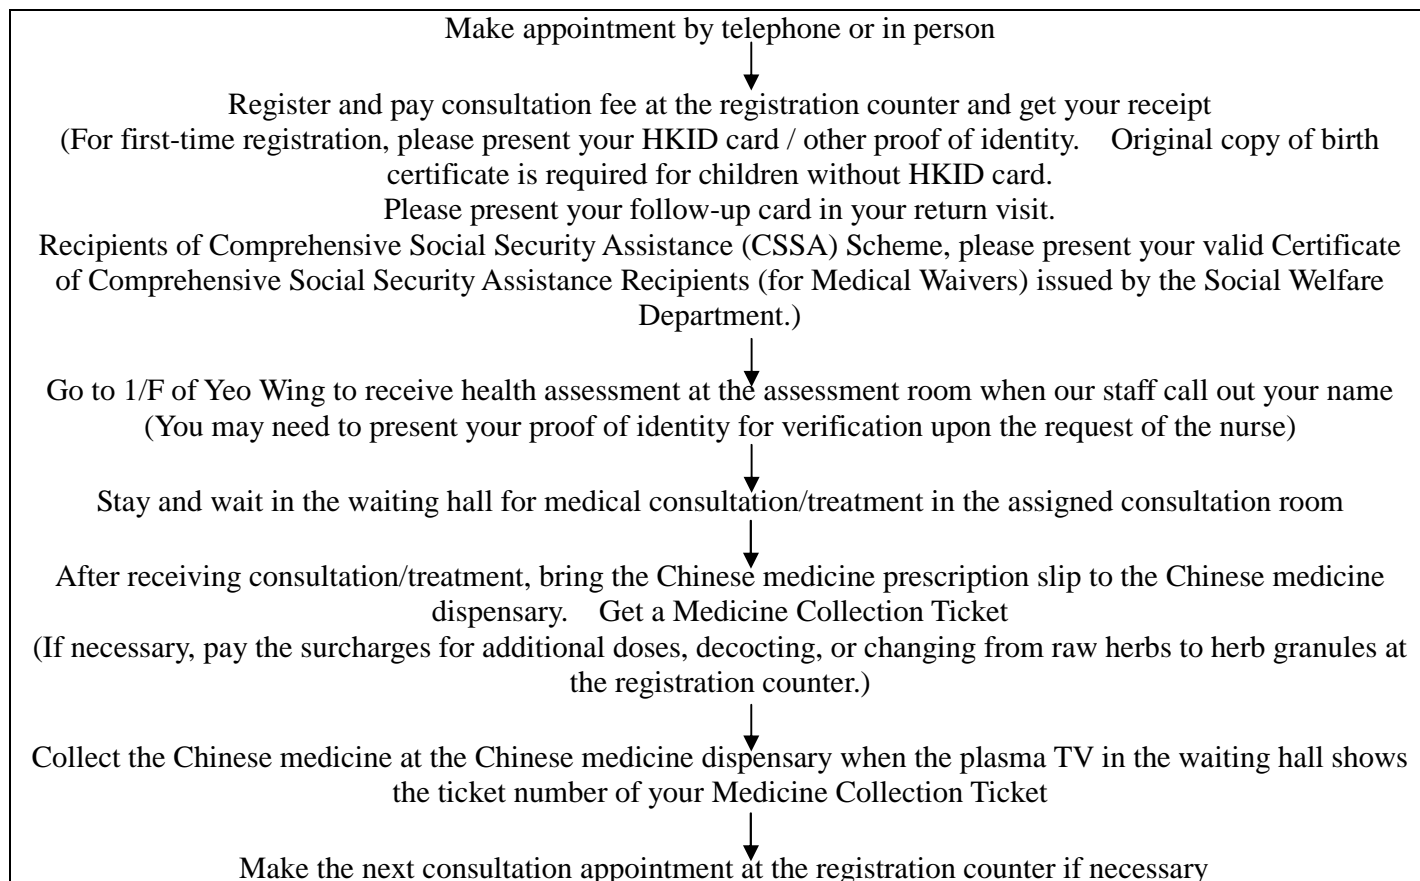 Make appointment by telephone or in person
Register and pay consultation fee at the registration counter and get your receipt
(For first-time registration, please present your HKID card / other proof of identity. Original copy of birth
certificate is required for children without HKID card.
Please present your follow-up card in your return visit.
Recipients of Comprehensive Social Security Assistance (CSSA) Scheme, please present your valid Certificate
of Comprehensive Social Security Assistance Recipients (for Medical Waivers) issued by the Social Welfare
Department.)
Go to 1/F of Yeo Wing to receive health assessment at the assessment room when our staff call out your name
(You may need to present your proof of identity for verification upon the request of the nurse)
Stay and wait in the waiting hall for medical consultation/treatment in the assigned consultation room
After receiving consultation/treatment, bring the Chinese medicine prescription slip to the Chinese medicine
dispensary. Get a Medicine Collection Ticket
(If necessary, pay the surcharges for additional doses, decocting, or changing from raw herbs to herb granules at
the registration counter.)
Collect the Chinese medicine at the Chinese medicine dispensary when the plasma TV in the waiting hall shows
the ticket number of your Medicine Collection Ticket
Make the next consultation appointment at the registration counter if necessary